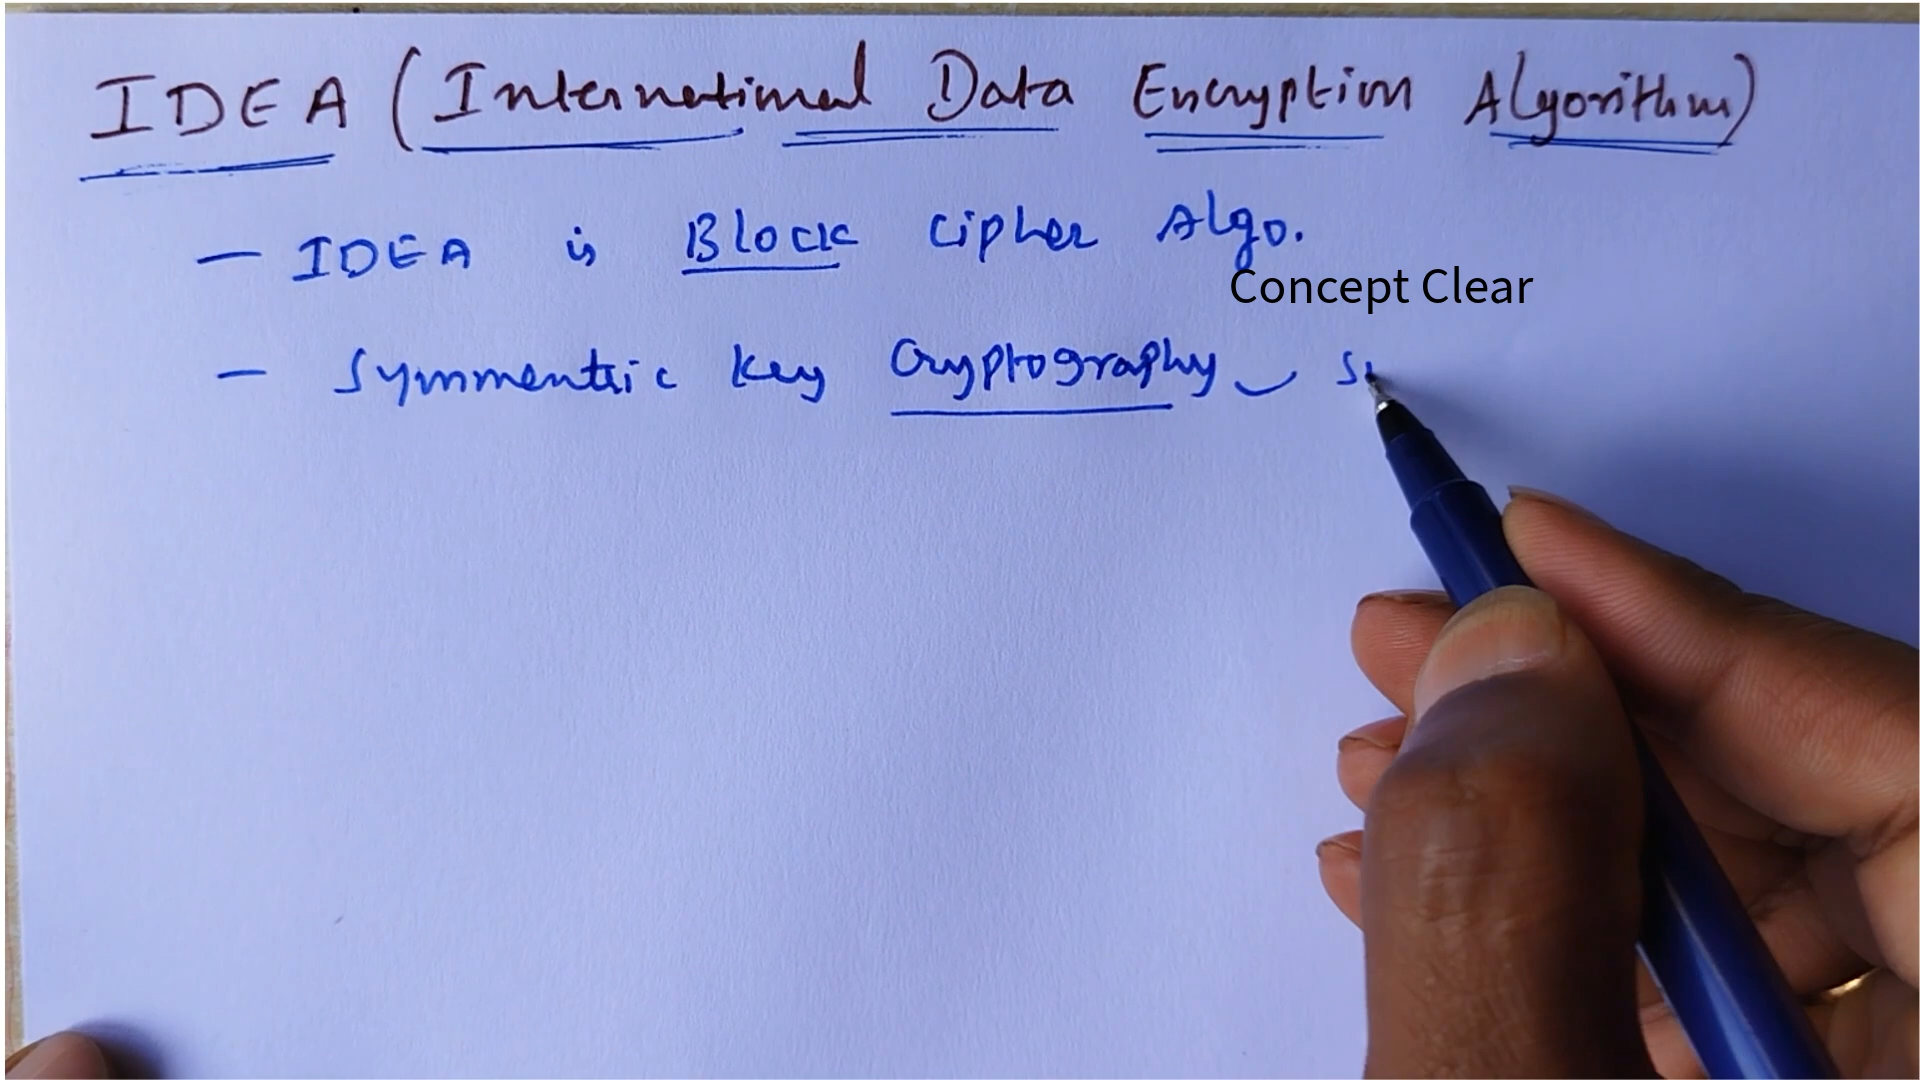 IDEA (International Data Encryption Algorithm)
- IDEA is Block Cipher Algo.
Concept Clear
- Symmentric Key Cryptography